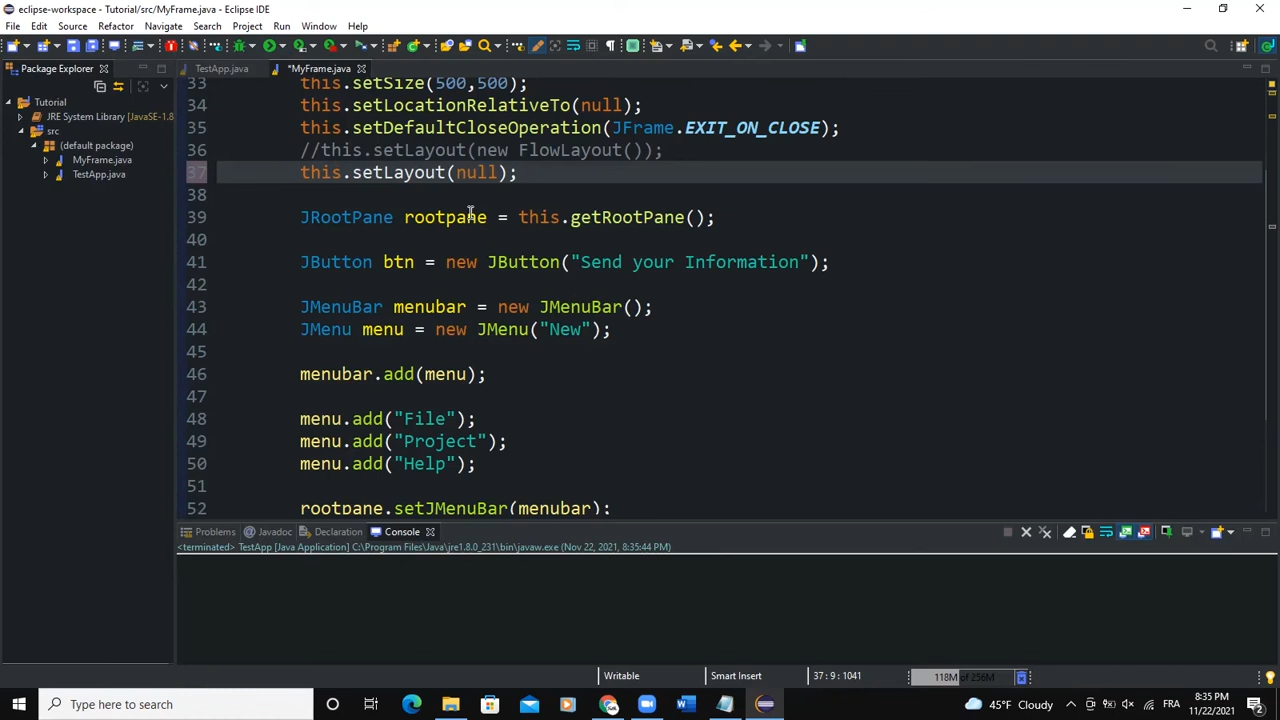 eclipse-workspace - Tutorial/src/MyFrame.java - Eclipse IDE
File Edit Source Refactor Navigate Search Project Run Window Help
Package Explorer
TestApp.java *MyFrame.java
Tutorial
JRE System Library [JavaSE-1.8
src
(default package)
MyFrame.java
TestApp.java
33 this.setSize(500,500);
34 this.setLocationRelativeTo(null);
35 this.setDefaultCloseOperation(JFrame.EXIT_ON_CLOSE);
36 //this.setLayout(new FlowLayout());
37 this.setLayout(null);
38
39 JRootPane rootpane = this.getRootPane();
40
41 JButton btn = new JButton("Send your Information");
42
43 JMenuBar menubar = new JMenuBar();
44 JMenu menu = new JMenu("New");
45
46 menubar.add(menu);
47
48 menu.add("File");
49 menu.add("Project");
50 menu.add("Help");
51
52 rootpane.setJMenuBar(menubar);
Problems Javadoc Declaration Console
<terminated> TestApp [Java Application] C:\Program Files\Java\jre1.8.0_231\bin\javaw.exe (Nov 22, 2021, 8:35:44 PM)
Writable Smart Insert 37 : 9 : 1041 118M of 256M
Type here to search
45°F Cloudy
FR
8:35 PM
11/22/2021
2